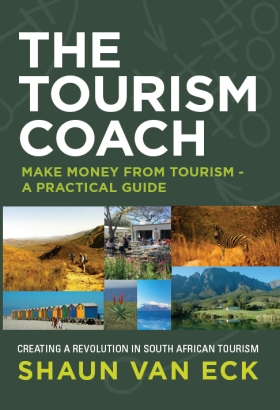 THE
TOURISM
COACH
MAKE MONEY FROM TOURISM -
A PRACTICAL GUIDE
CREATING A REVOLUTION IN SOUTH AFRICAN TOURISM
SHAUN VAN ECK